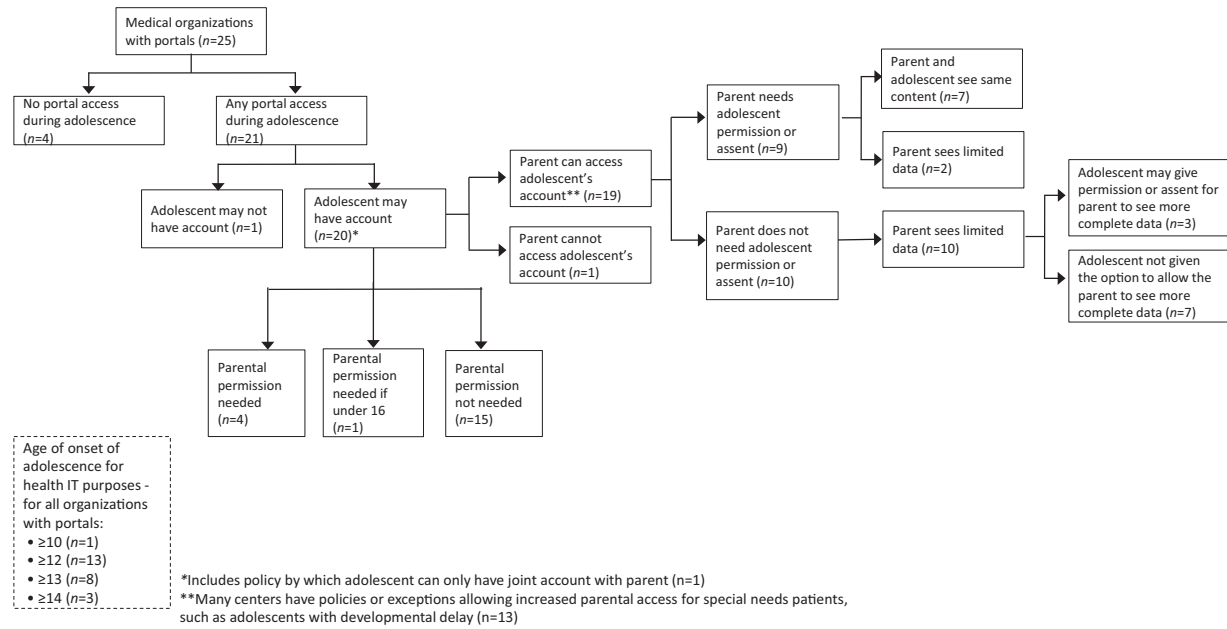 Medical organizations
with portals (n=25)
No portal access
during adolescence
(n=4)
Any portal access
during adolescence
(n=21)
Adolescent may not
have account (n=1)
Adolescent may
have account
(n=20)*
Parent can access
adolescent's
account** (n=19)
Parent cannot
access adolescent's
account (n=1)
Parent needs
adolescent
permission or
assent (n=9)
Parent does not
need adolescent
permission or
assent (n=10)
Parent and
adolescent see same
content (n=7)
Parent sees limited
data (n=2)
Parent sees limited
data (n=10)
Adolescent may give
permission or assent for
parent to see more
complete data (n=3)
Adolescent not given
the option to allow the
parent to see more
complete data (n=7)
Parental
permission
needed
(n=4)
Parental
permission
needed if
under 16
(n=1)
Parental
permission
not needed
(n=15)
Age of onset of
adolescence for
health IT purposes -
for all organizations
with portals:
• ≥10 (n=1)
• ≥12 (n=13)
• ≥13 (n=8)
• ≥14 (n=3)
*Includes policy by which adolescent can only have joint account with parent (n=1)
**Many centers have policies or exceptions allowing increased parental access for special needs patients,
such as adolescents with developmental delay (n=13)